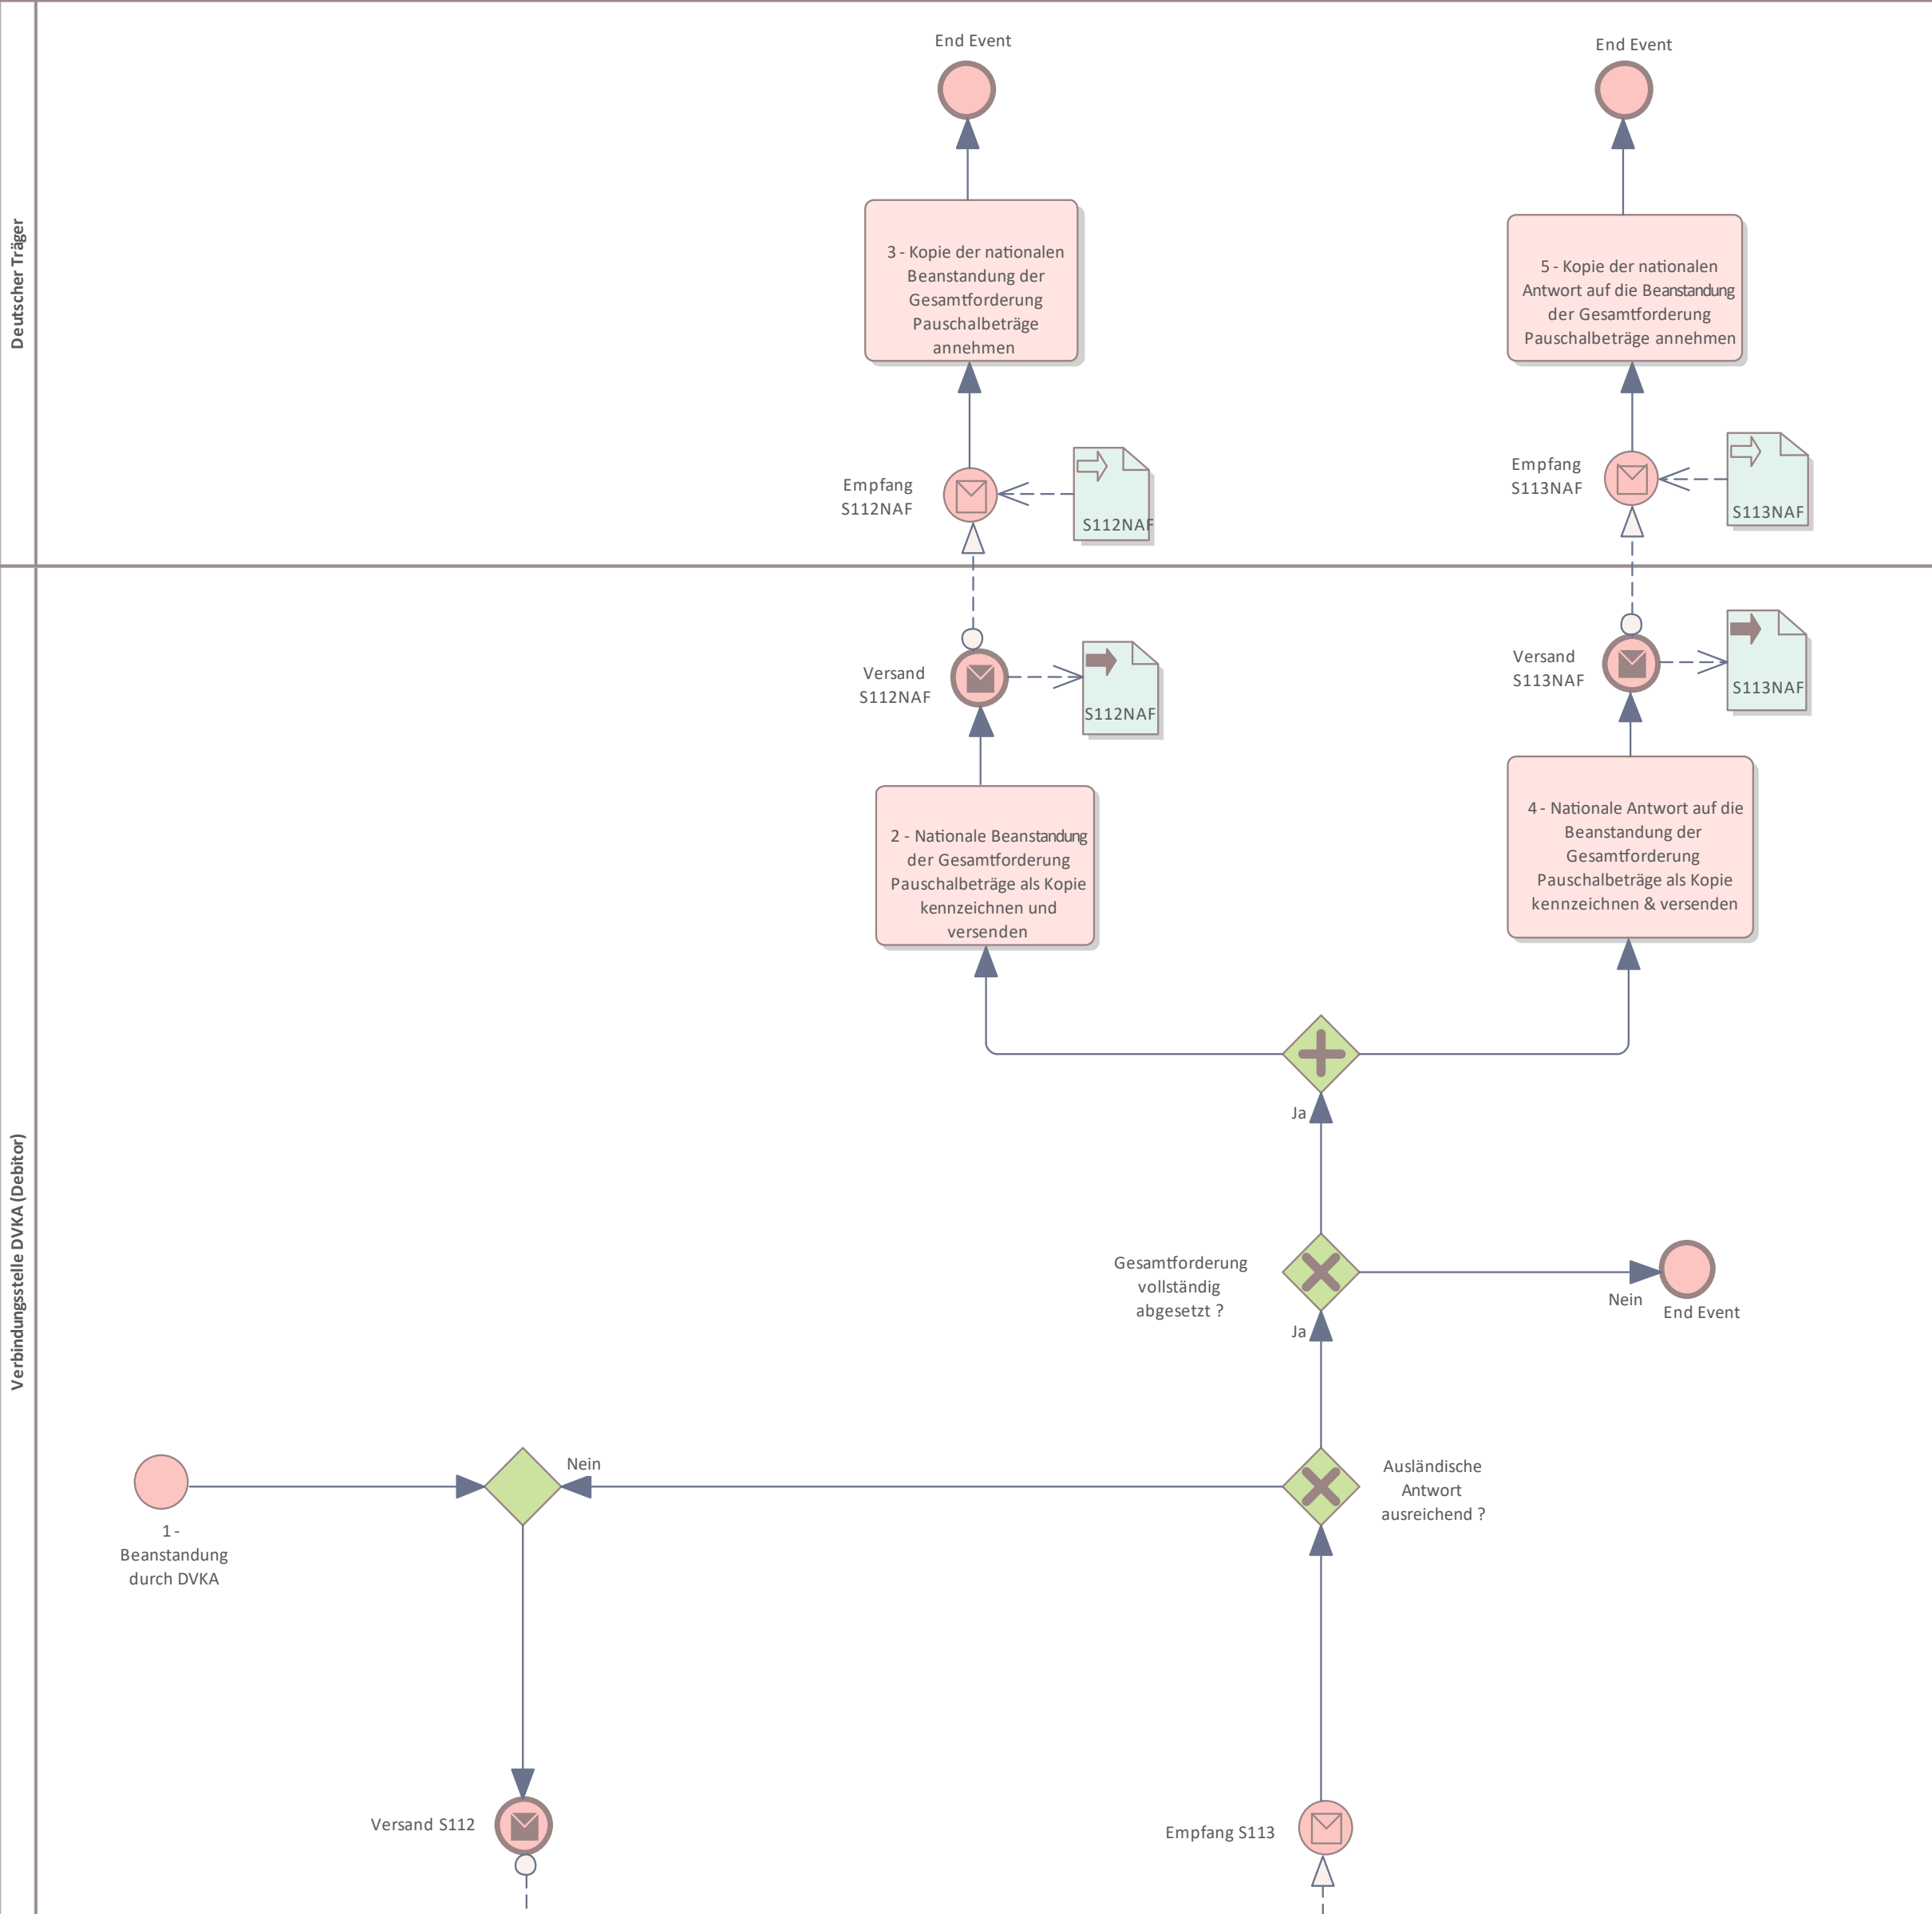 End Event
End Event
Deutscher Träger
3 - Kopie der nationalen
Beanstandung der
Gesamtforderung
Pauschalbeträge
annehmen
5 - Kopie der nationalen
Antwort auf die Beanstandung
der Gesamtforderung
Pauschalbeträge annehmen
Empfang
S112NAF
S112NAF
Empfang
S113NAF
S113NAF
Verbindungsstelle DVKA (Debitor)
Versand
S112NAF
S112NAF
Versand
S113NAF
S113NAF
2 - Nationale Beanstandung
der Gesamtforderung
Pauschalbeträge als Kopie
kennzeichnen und
versenden
4 - Nationale Antwort auf die
Beanstandung der
Gesamtforderung
Pauschalbeträge als Kopie
kennzeichnen & versenden
Ja
Gesamtforderung
vollständig
abgesetzt ?
Nein
End Event
Ja
Nein
Ausländische
Antwort
ausreichend ?
1 -
Beanstandung
durch DVKA
Versand S112
Empfang S113